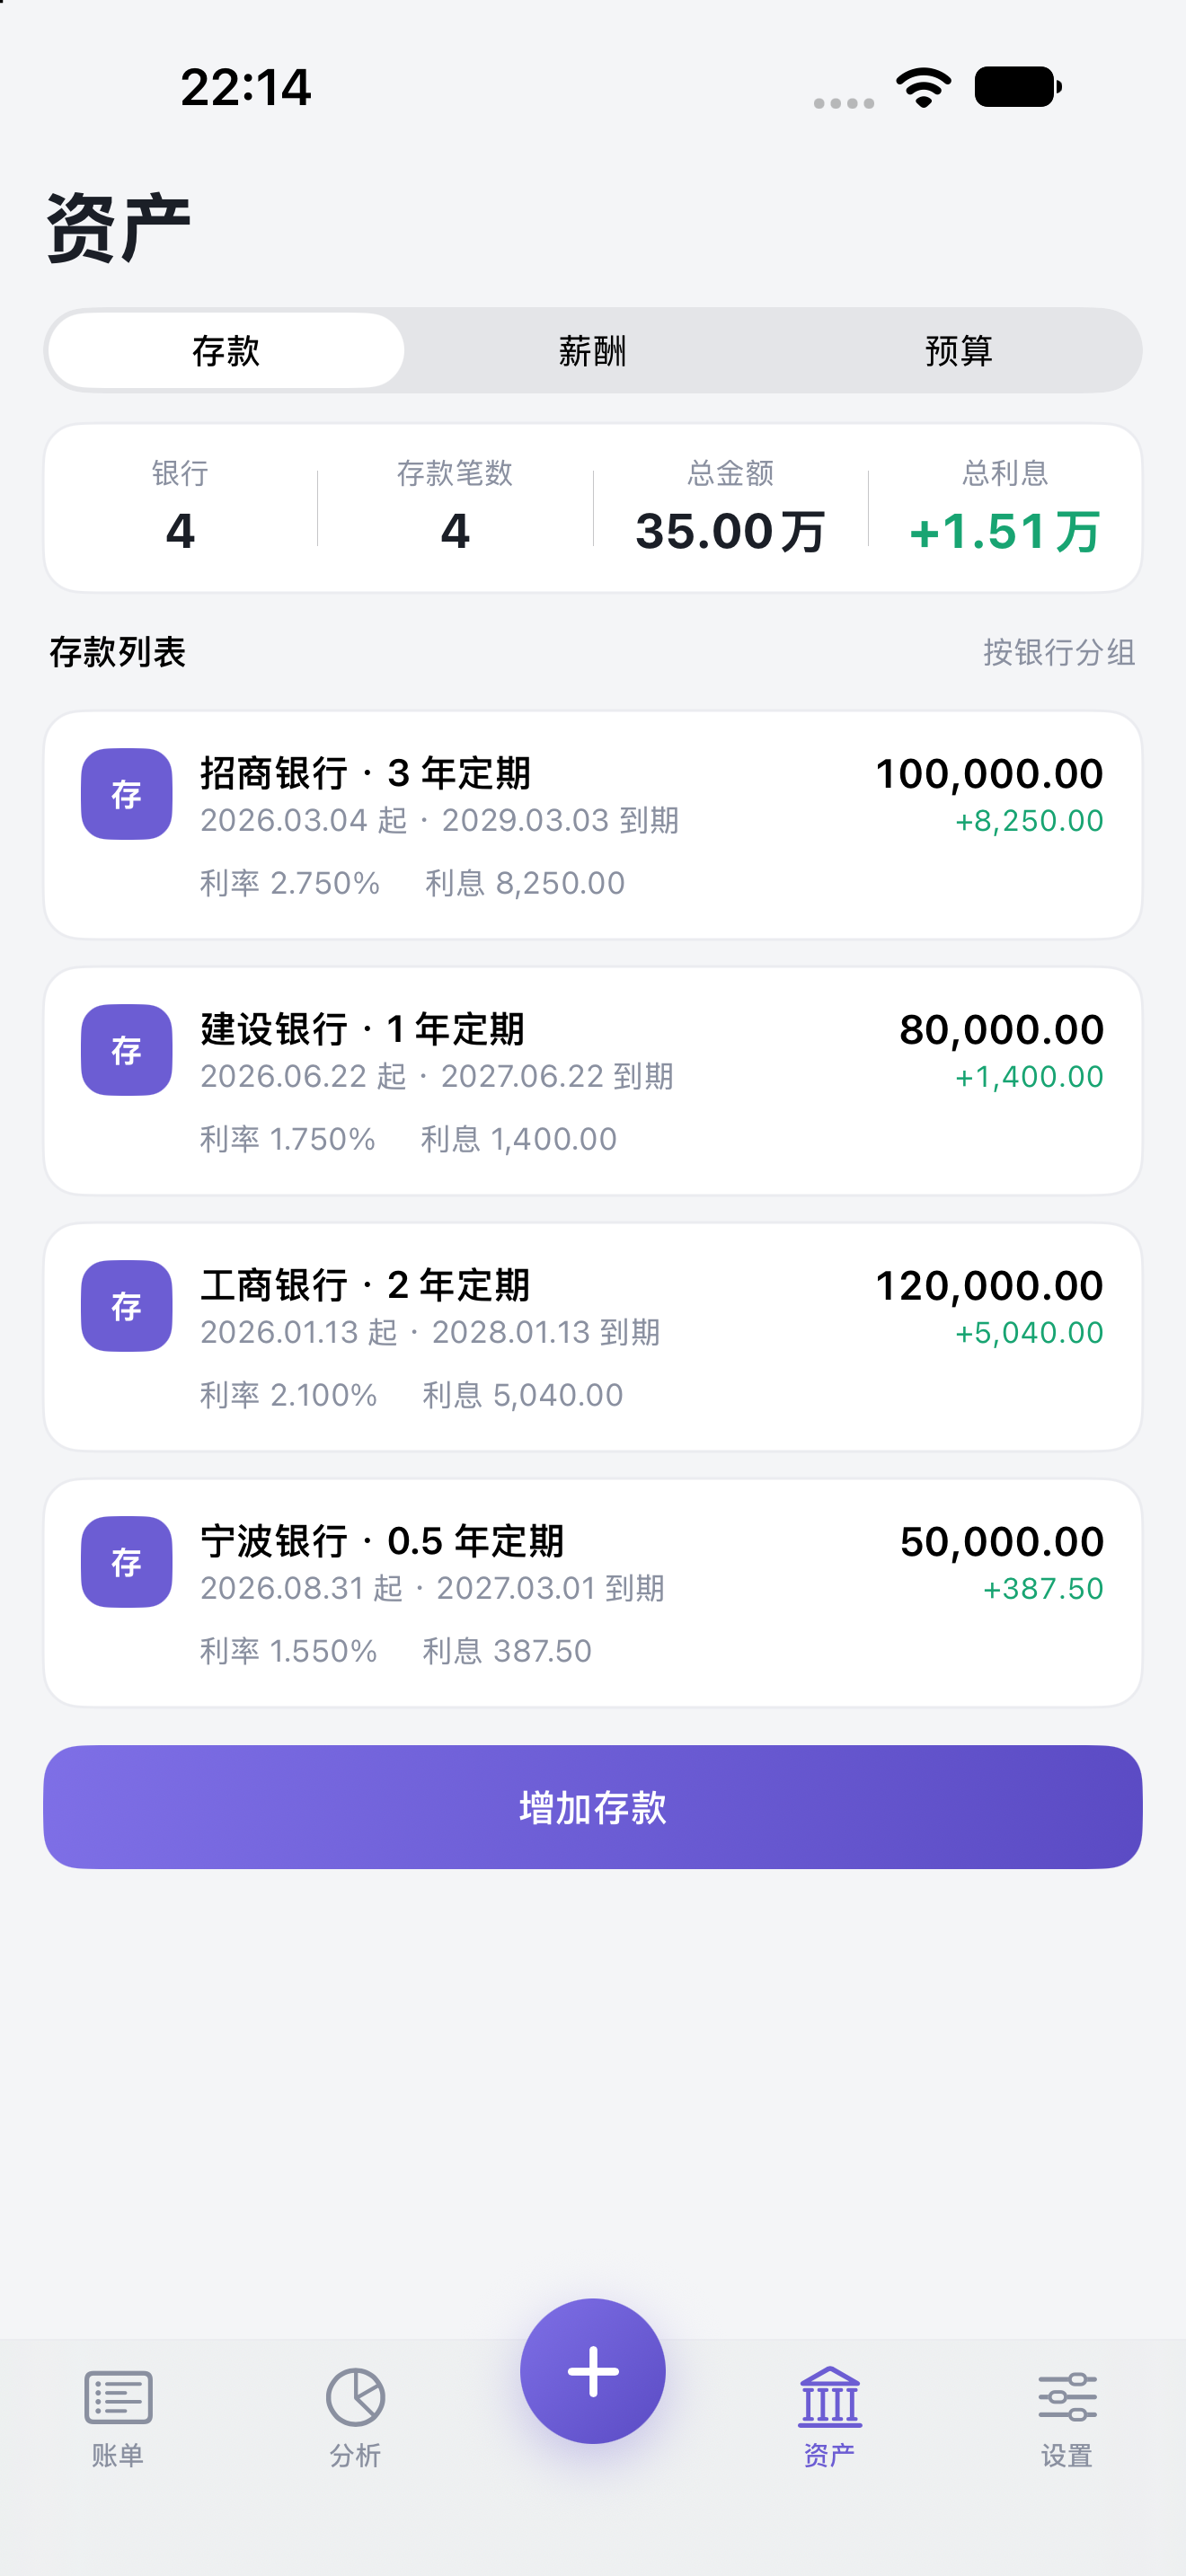 22:14
资产
存款 薪酬 预算
银行 存款笔数 总金额 总利息
4 4 35.00 万 +1.51 万
存款列表 按银行分组
存 招商银行 · 3 年定期 100,000.00
2026.03.04 起 · 2029.03.03 到期 +8,250.00
利率 2.750% 利息 8,250.00
存 建设银行 · 1 年定期 80,000.00
2026.06.22 起 · 2027.06.22 到期 +1,400.00
利率 1.750% 利息 1,400.00
存 工商银行 · 2 年定期 120,000.00
2026.01.13 起 · 2028.01.13 到期 +5,040.00
利率 2.100% 利息 5,040.00
存 宁波银行 · 0.5 年定期 50,000.00
2026.08.31 起 · 2027.03.01 到期 +387.50
利率 1.550% 利息 387.50
增加存款
账单 分析 资产 设置